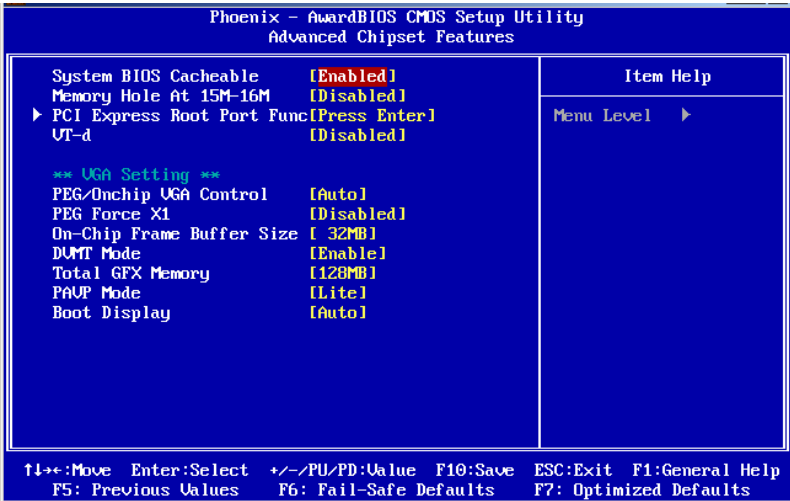 Phoenix - AwardBIOS CMOS Setup Utility
Advanced Chipset Features
System BIOS Cacheable [Enabled] Item Help
Memory Hole At 15M-16M [Disabled]
PCI Express Root Port Func[Press Enter] Menu Level
VT-d [Disabled]
** VGA Setting **
PEG/Onchip VGA Control [Auto]
PEG Force X1 [Disabled]
On-Chip Frame Buffer Size [ 32MB]
DVMT Mode [Enable]
Total GFX Memory [128MB]
PAVP Mode [Lite]
Boot Display [Auto]
↑↓→←:Move Enter:Select +/-/PU/PD:Value F10:Save ESC:Exit F1:General Help
F5: Previous Values F6: Fail-Safe Defaults F7: Optimized Defaults